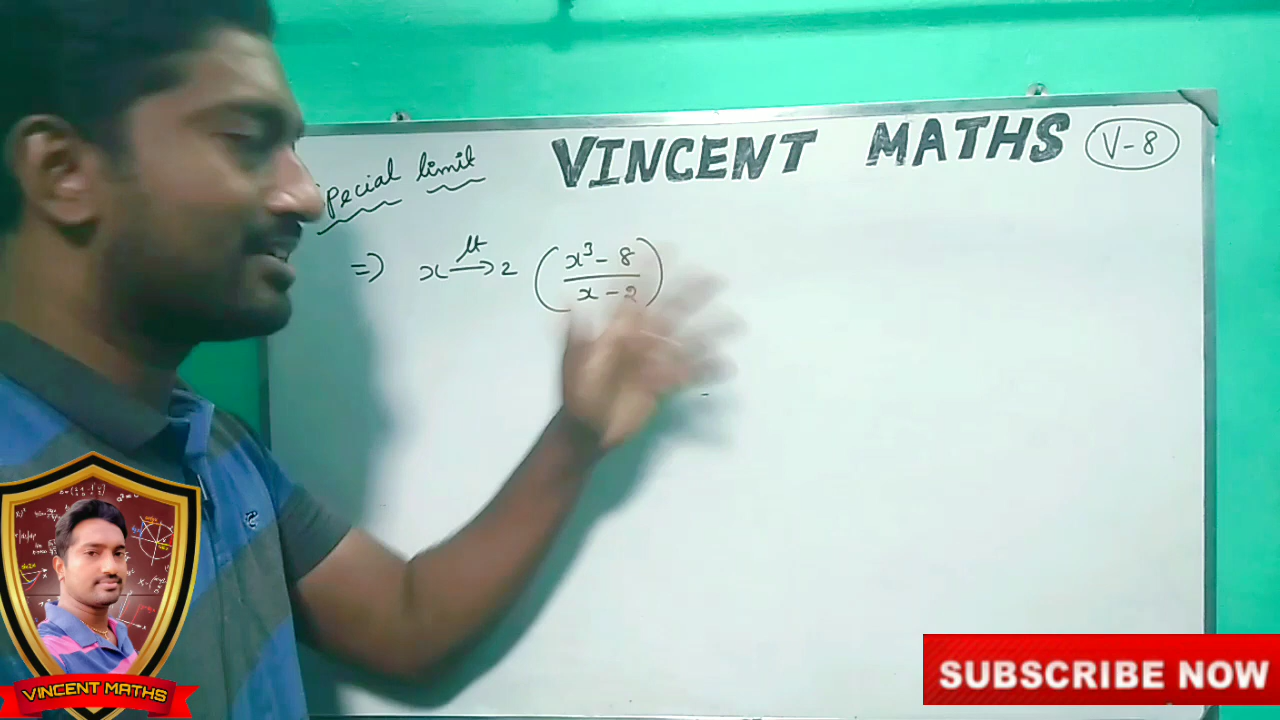 VINCENT MATHS V-8
Special limit
=> x lt→ 2 (x³ - 8 / x - 2)
VINCENT MATHS
SUBSCRIBE NOW